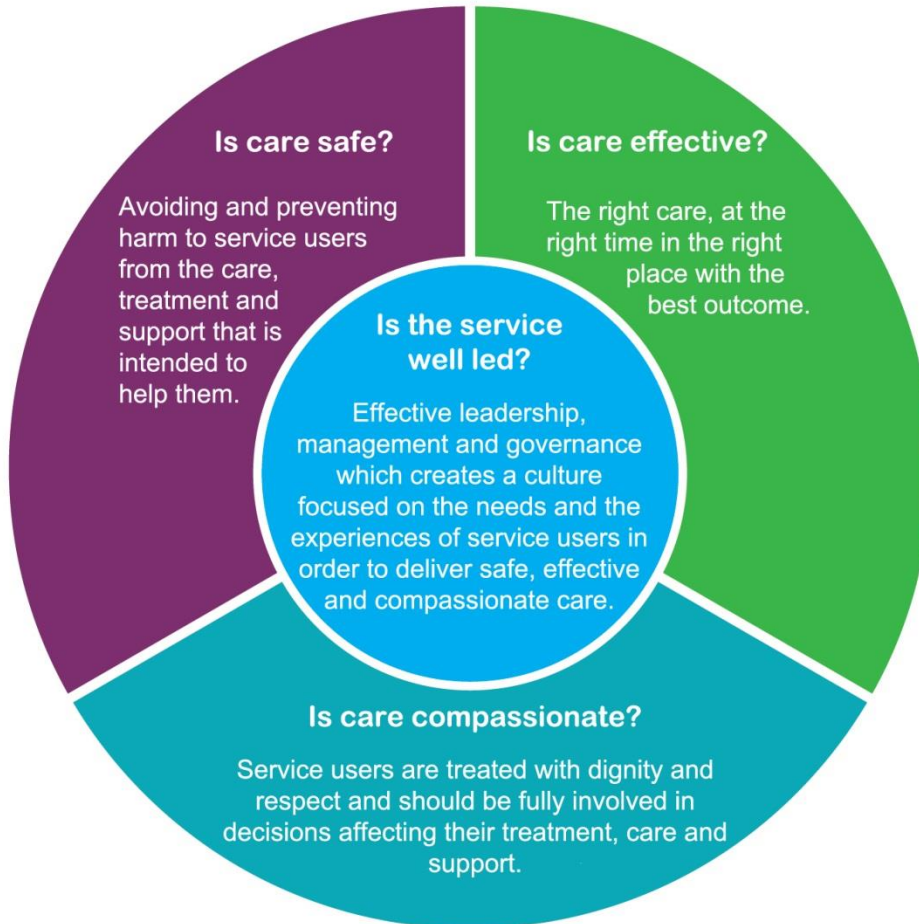 Is care safe?
Avoiding and preventing
harm to service users
from the care,
treatment and
support that is
intended to
help them.
Is care effective?
The right care, at the
right time in the right
place with the
best outcome.
Is the service
well led?
Effective leadership,
management and governance
which creates a culture
focused on the needs and the
experiences of service users in
order to deliver safe, effective
and compassionate care.
Is care compassionate?
Service users are treated with dignity and
respect and should be fully involved in
decisions affecting their treatment, care and
support.